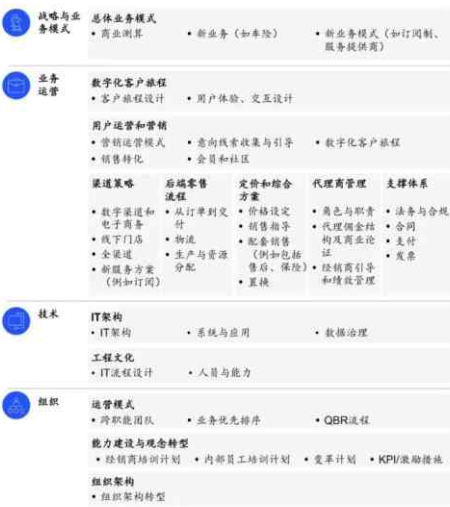 战略与业
务模式
总体业务模式
• 商业测算 • 新业务（如车险） • 新业务模式（如订阅制、
服务提供商）
业务
运营
数字化客户旅程
• 客户旅程设计 • 用户体验、交互设计
用户运营和营销
• 营销运营模式 • 意向线索收集与引导 • 数字化客户旅程
• 销售转化 • 会员和社区
渠道策略
• 数字渠道和
电子商务
• 线下门店
• 全渠道
• 新服务方案
（例如订阅）
后端零售
流程
• 从订单到交
付
• 物流
• 生产与资源
分配
定价和综合
方案
• 价格设定
• 销售指导
• 配套销售
（例如包括
售后、保险）
• 置换
代理商管理
• 角色与职责
• 代理佣金结
构及商业论
证
• 经销商引导
和绩效管理
支撑体系
• 法务与合规
• 合同
• 支付
• 发票
技术
IT架构
• IT架构 • 系统与应用 • 数据治理
工程文化
• IT流程设计 • 人员与能力
组织
运营模式
• 跨职能团队 • 业务优先排序 • QBR流程
能力建设与观念转型
• 经销商培训计划 • 内部员工培训计划 • 变革计划 • KPI/激励措施
组织架构
• 组织架构转型